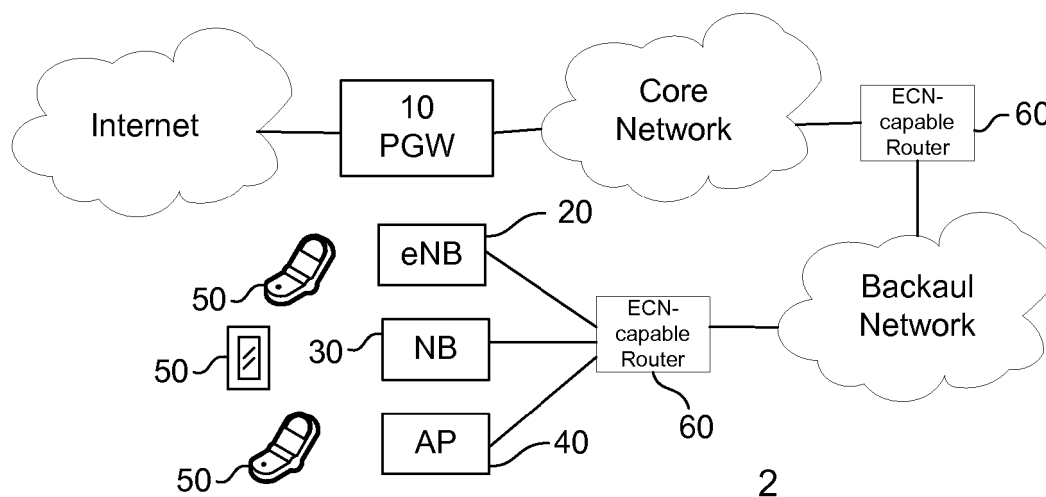 Internet
10
PGW
Core
Network
ECN-
capable
Router
60
20
eNB
50
30
NB
50
AP
40
50
ECN-
capable
Router
60
Backaul
Network
2